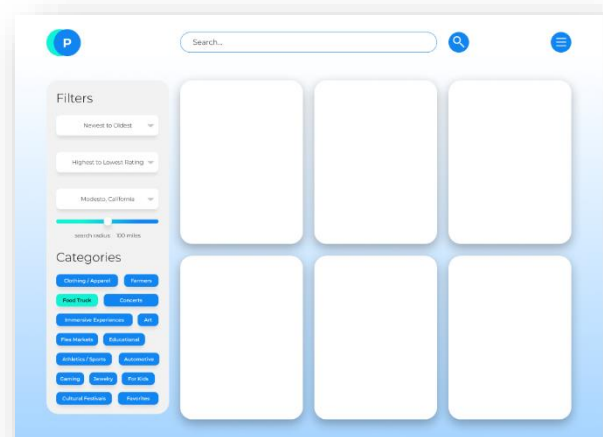 P
Search...
Filters
Newest to Oldest
Highest to Lowest Rating
Modesto, California
search radius 100 miles
Categories
Clothing / Apparel Farmers
Food Truck Concerts
Immersive Experiences Art
Flea Markets Educational
Athletics / Sports Automotive
Gaming Jewelry For Kids
Cultural Festivals Favorites